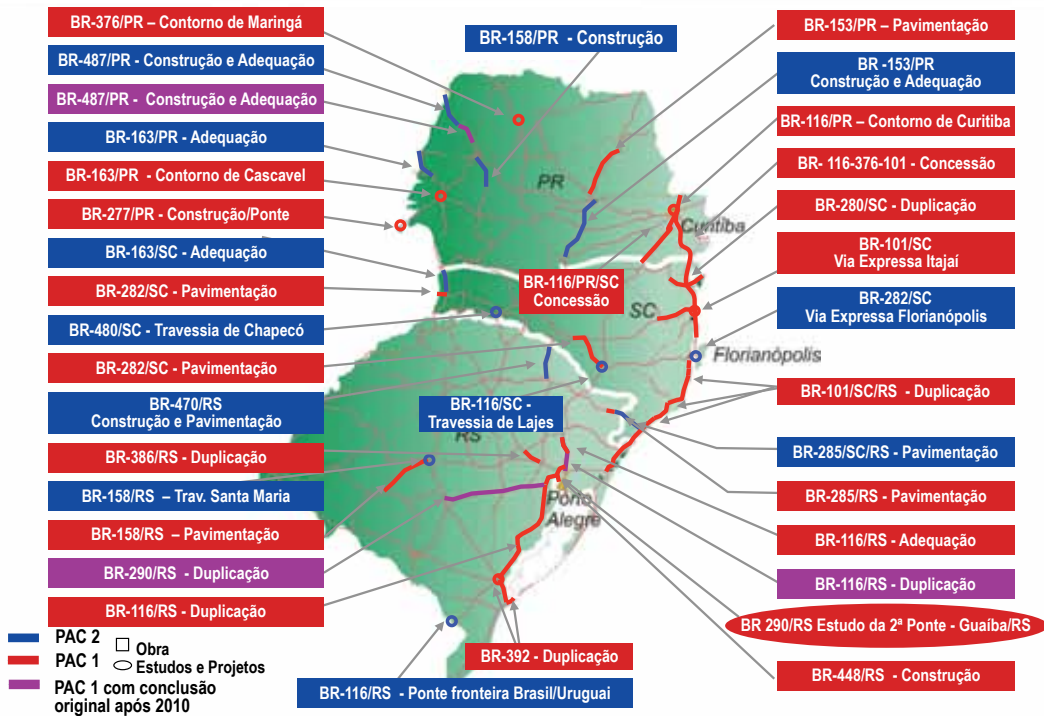 BR-376/PR – Contorno de Maringá
BR-487/PR - Construção e Adequação
BR-487/PR - Construção e Adequação
BR-163/PR - Adequação
BR-163/PR - Contorno de Cascavel
BR-277/PR - Construção/Ponte
BR-163/SC - Adequação
BR-282/SC - Pavimentação
BR-480/SC - Travessia de Chapecó
BR-282/SC - Pavimentação
BR-470/RS
Construção e Pavimentação
BR-386/RS - Duplicação
BR-158/RS – Trav. Santa Maria
BR-158/RS – Pavimentação
BR-290/RS - Duplicação
BR-116/RS - Duplicação
PAC 2
PAC 1
PAC 1 com conclusão
original após 2010
Obra
Estudos e Projetos
BR-158/PR - Construção
PR
Curitiba
BR-116/PR/SC
Concessão
SC
Florianópolis
BR-116/SC -
Travessia de Lajes
RS
Porto
Alegre
BR-392 - Duplicação
BR-116/RS - Ponte fronteira Brasil/Uruguai
BR-153/PR – Pavimentação
BR -153/PR
Construção e Adequação
BR-116/PR – Contorno de Curitiba
BR- 116-376-101 - Concessão
BR-280/SC - Duplicação
BR-101/SC
Via Expressa Itajaí
BR-282/SC
Via Expressa Florianópolis
BR-101/SC/RS - Duplicação
BR-285/SC/RS - Pavimentação
BR-285/RS - Pavimentação
BR-116/RS - Adequação
BR-116/RS - Duplicação
BR 290/RS Estudo da 2ª Ponte - Guaíba/RS
BR-448/RS - Construção